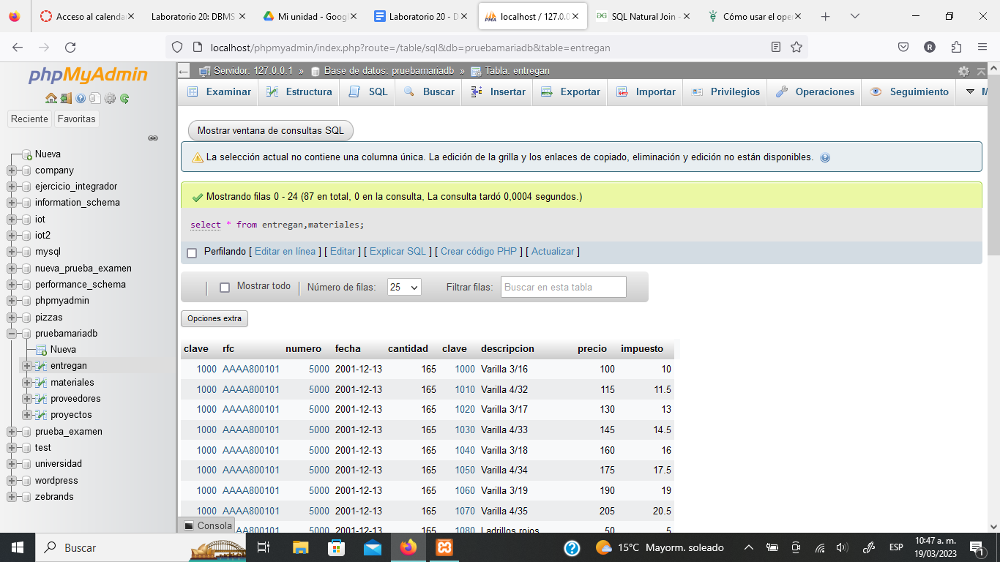 Acceso al calenda
Laboratorio 20: DBMS
Mi unidad - Goog
Laboratorio 20 - D
localhost / 127.0.0
SQL Natural Join -
Cómo usar el ope
localhost/phpmyadmin/index.php?route=/table/sql&db=pruebamariadb&table=entregan
phpMyAdmin
Reciente
Favoritas
Nueva
company
ejercicio_integrador
information_schema
iot
iot2
mysql
nueva_prueba_examen
performance_schema
phpmyadmin
pizzas
pruebamariadb
Nueva
entregan
materiales
proveedores
proyectos
prueba_examen
test
universidad
wordpress
zebrands
Servidor: 127.0.0.1 » Base de datos: pruebamariadb » Tabla: entregan
Examinar Estructura SQL Buscar Insertar Exportar Importar Privilegios Operaciones Seguimiento M
Mostrar ventana de consultas SQL
La selección actual no contiene una columna única. La edición de la grilla y los enlaces de copiado, eliminación y edición no están disponibles.
Mostrando filas 0 - 24 (87 en total, 0 en la consulta, La consulta tardó 0,0004 segundos.)
select * from entregan,materiales;
Perfilando [ Editar en línea ] [ Editar ] [ Explicar SQL ] [ Crear código PHP ] [ Actualizar ]
Mostrar todo Número de filas: 25 Filtrar filas: Buscar en esta tabla
Opciones extra
clave rfc numero fecha cantidad clave descripcion precio impuesto
1000 AAAA800101 5000 2001-12-13 165 1000 Varilla 3/16 100 10
1000 AAAA800101 5000 2001-12-13 165 1010 Varilla 4/32 115 11.5
1000 AAAA800101 5000 2001-12-13 165 1020 Varilla 3/17 130 13
1000 AAAA800101 5000 2001-12-13 165 1030 Varilla 4/33 145 14.5
1000 AAAA800101 5000 2001-12-13 165 1040 Varilla 3/18 160 16
1000 AAAA800101 5000 2001-12-13 165 1050 Varilla 4/34 175 17.5
1000 AAAA800101 5000 2001-12-13 165 1060 Varilla 3/19 190 19
1000 AAAA800101 5000 2001-12-13 165 1070 Varilla 4/35 205 20.5
800101 5000 2001-12-13 165 1080 Ladrillos rojos 50 5
Consola
Buscar
15°C Mayorm. soleado
ESP
10:47 a. m.
19/03/2023
1